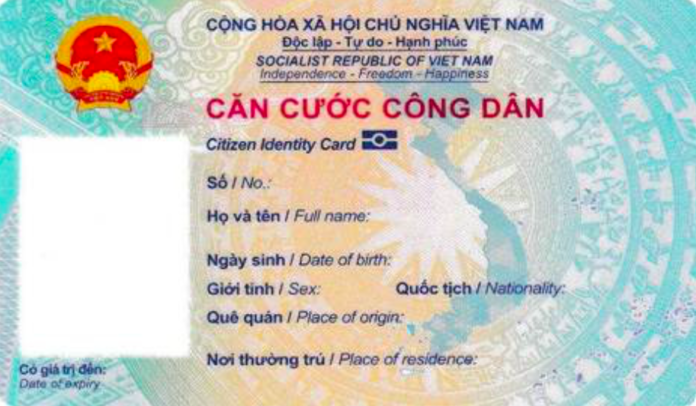 CỘNG HÒA XÃ HỘI CHỦ NGHĨA VIỆT NAM
Độc lập - Tự do - Hạnh phúc
SOCIALIST REPUBLIC OF VIET NAM
Independence - Freedom - Happiness
CĂN CƯỚC CÔNG DÂN
Citizen Identity Card
Số / No.:
Họ và tên / Full name:
Ngày sinh / Date of birth:
Giới tính / Sex: Quốc tịch / Nationality:
Quê quán / Place of origin:
Nơi thường trú / Place of residence:
Có giá trị đến:
Date of expiry